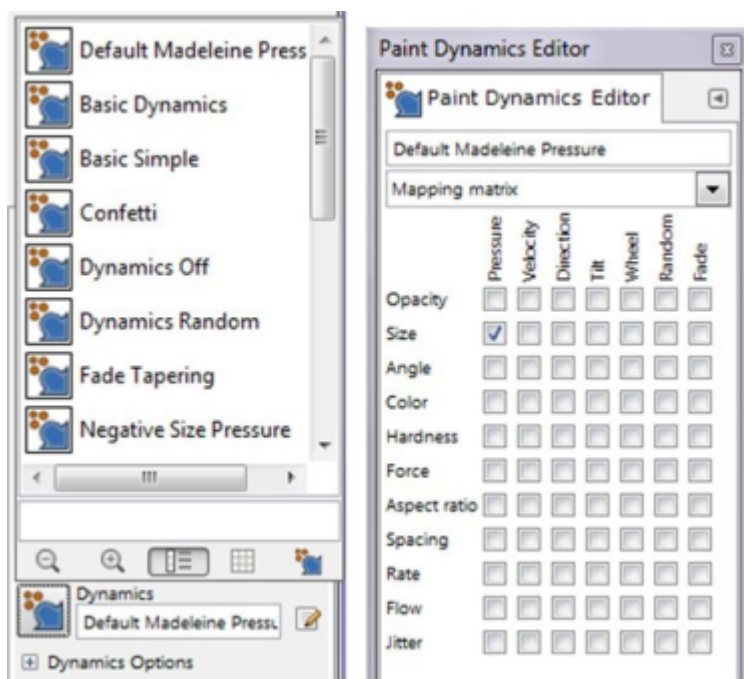 Default Madeleine Press
Basic Dynamics
Basic Simple
Confetti
Dynamics Off
Dynamics Random
Fade Tapering
Negative Size Pressure
Dynamics
Default Madeleine Pressu
Dynamics Options
Paint Dynamics Editor
Paint Dynamics Editor
Default Madeleine Pressure
Mapping matrix
Pressure Velocity Direction Tilt Wheel Random Fade
Opacity
Size
Angle
Color
Hardness
Force
Aspect ratio
Spacing
Rate
Flow
Jitter